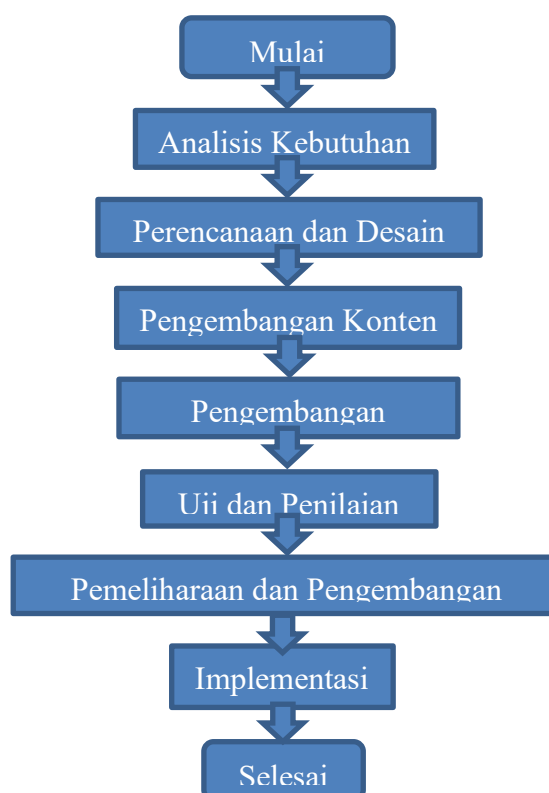 Mulai
Analisis Kebutuhan
Perencanaan dan Desain
Pengembangan Konten
Pengembangan
Uji dan Penilaian
Pemeliharaan dan Pengembangan
Implementasi
Selesai